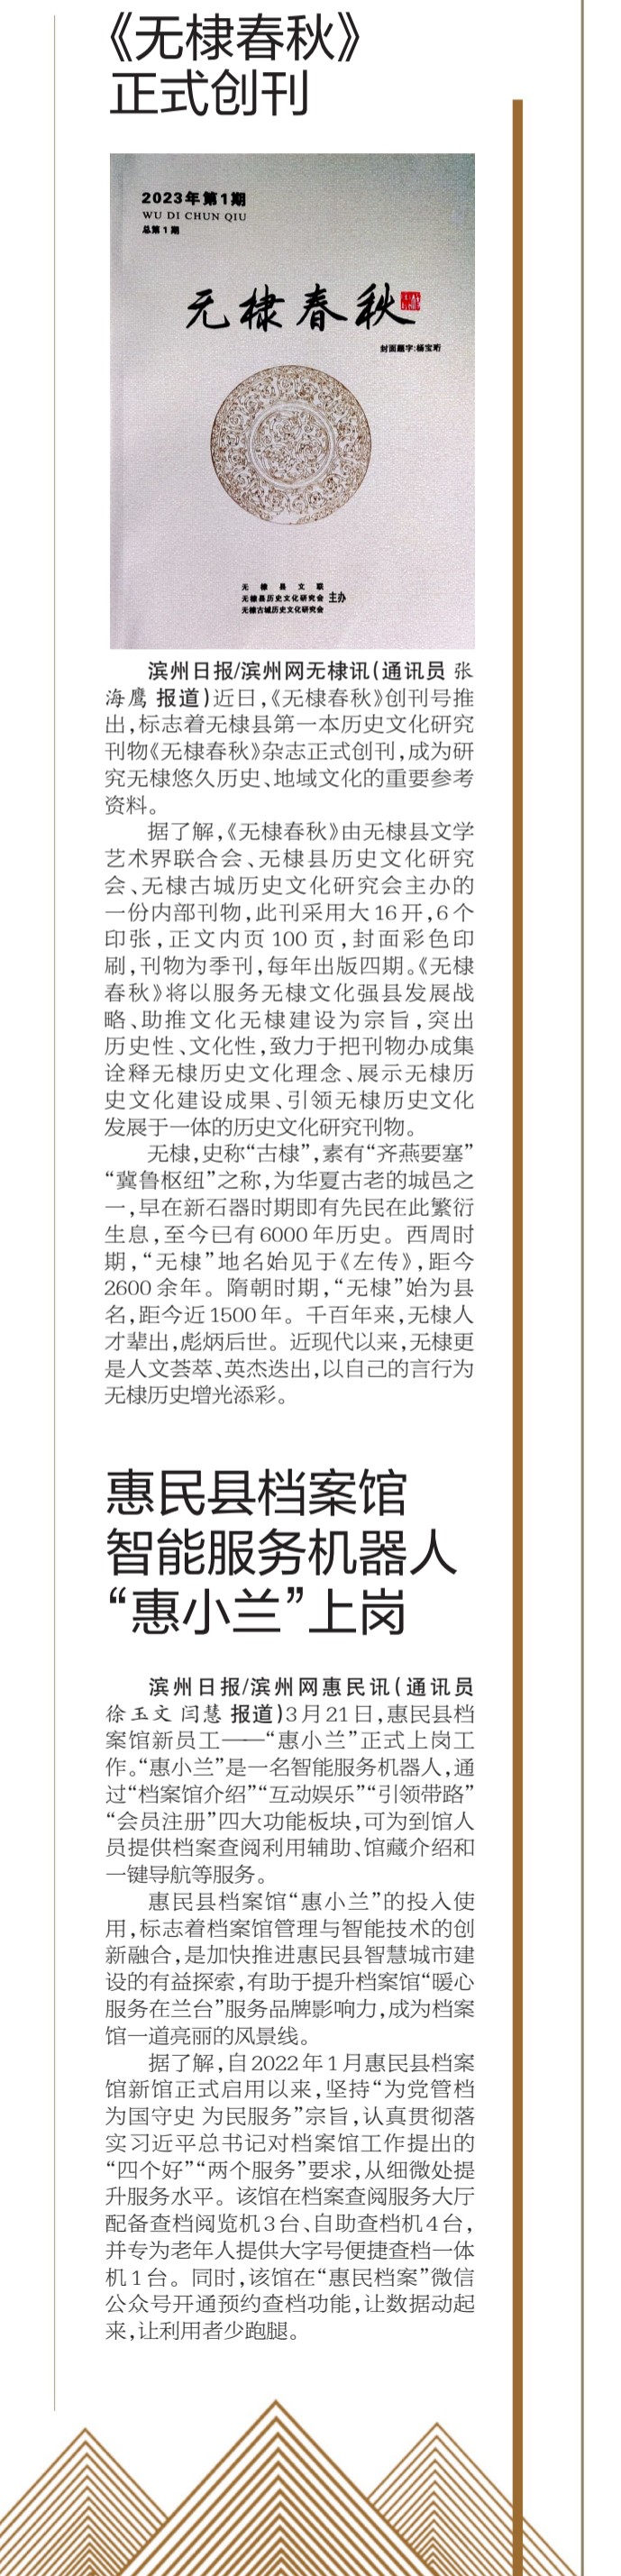 《无棣春秋》
正式创刊
2023年第1期
WU DI CHUN QIU
总第1期
无棣春秋
封面题字:杨宝珩
无棣县文联
无棣县历史文化研究会 主办
无棣古城历史文化研究会
滨州日报/滨州网无棣讯(通讯员 张
海鹰 报道)近日,《无棣春秋》创刊号推
出,标志着无棣县第一本历史文化研究
刊物《无棣春秋》杂志正式创刊,成为研
究无棣悠久历史、地域文化的重要参考
资料。
据了解,《无棣春秋》由无棣县文学
艺术界联合会、无棣县历史文化研究
会、无棣古城历史文化研究会主办的
一份内部刊物,此刊采用大16开,6个
印张,正文内页100页,封面彩色印
刷,刊物为季刊,每年出版四期。《无棣
春秋》将以服务无棣文化强县发展战
略、助推文化无棣建设为宗旨,突出
历史性、文化性,致力于把刊物办成集
诠释无棣历史文化理念、展示无棣历
史文化建设成果、引领无棣历史文化
发展于一体的历史文化研究刊物。
无棣,史称“古棣”,素有“齐燕要塞”
“冀鲁枢纽”之称,为华夏古老的城邑之
一,早在新石器时期即有先民在此繁衍
生息,至今已有6000年历史。西周时
期,“无棣”地名始见于《左传》,距今
2600余年。隋朝时期,“无棣”始为县
名,距今近1500年。千百年来,无棣人
才辈出,彪炳后世。近现代以来,无棣更
是人文荟萃、英杰迭出,以自己的言行为
无棣历史增光添彩。
惠民县档案馆
智能服务机器人
“惠小兰”上岗
滨州日报/滨州网惠民讯(通讯员
徐玉文 闫慧 报道)3月21日,惠民县档
案馆新员工——“惠小兰”正式上岗工
作。“惠小兰”是一名智能服务机器人,通
过“档案馆介绍”“互动娱乐”“引领带路”
“会员注册”四大功能板块,可为到馆人
员提供档案查阅利用辅助、馆藏介绍和
一键导航等服务。
惠民县档案馆“惠小兰”的投入使
用,标志着档案馆管理与智能技术的创
新融合,是加快推进惠民县智慧城市建
设的有益探索,有助于提升档案馆“暖心
服务在兰台”服务品牌影响力,成为档案
馆一道亮丽的风景线。
据了解,自2022年1月惠民县档案
馆新馆正式启用以来,坚持“为党管档
为国守史 为民服务”宗旨,认真贯彻落
实习近平总书记对档案馆工作提出的
“四个好”“两个服务”要求,从细微处提
升服务水平。该馆在档案查阅服务大厅
配备查档阅览机3台、自助查档机4台,
并专为老年人提供大字号便捷查档一体
机1台。同时,该馆在“惠民档案”微信
公众号开通预约查档功能,让数据动起
来,让利用者少跑腿。